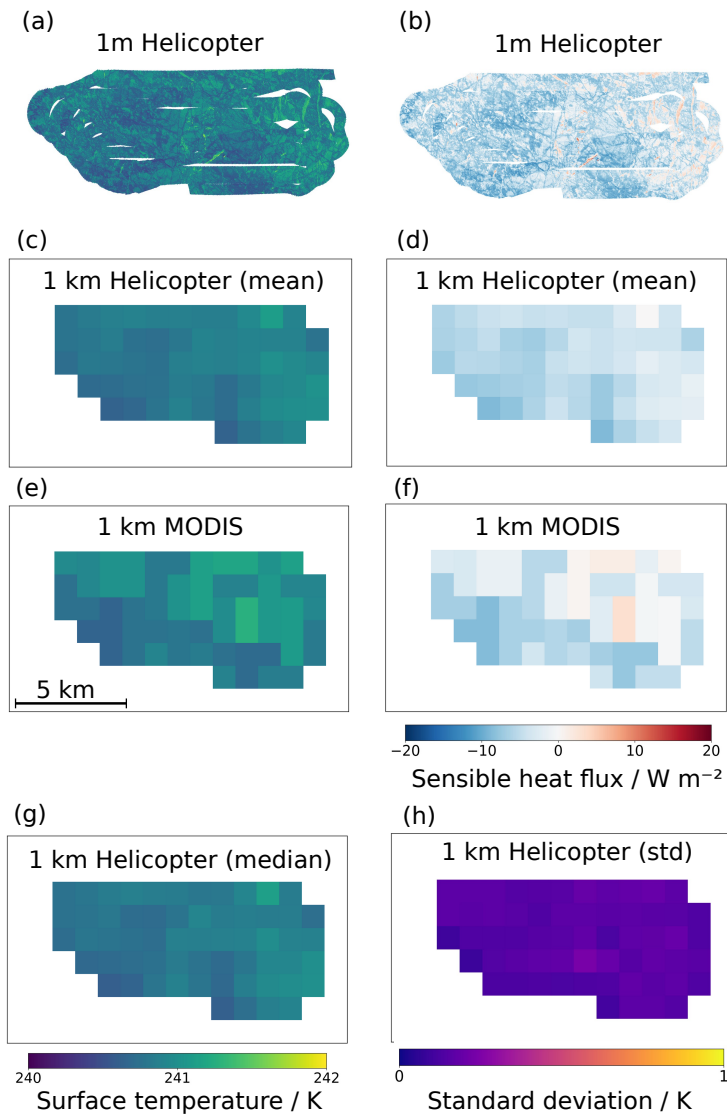 (a)
1m Helicopter
(b)
1m Helicopter
(c)
1 km Helicopter (mean)
(d)
1 km Helicopter (mean)
(e)
1 km MODIS
5 km
(f)
1 km MODIS
−20 −10 0 10 20
Sensible heat flux / W m⁻²
(g)
1 km Helicopter (median)
240 241 242
Surface temperature / K
(h)
1 km Helicopter (std)
0 1
Standard deviation / K